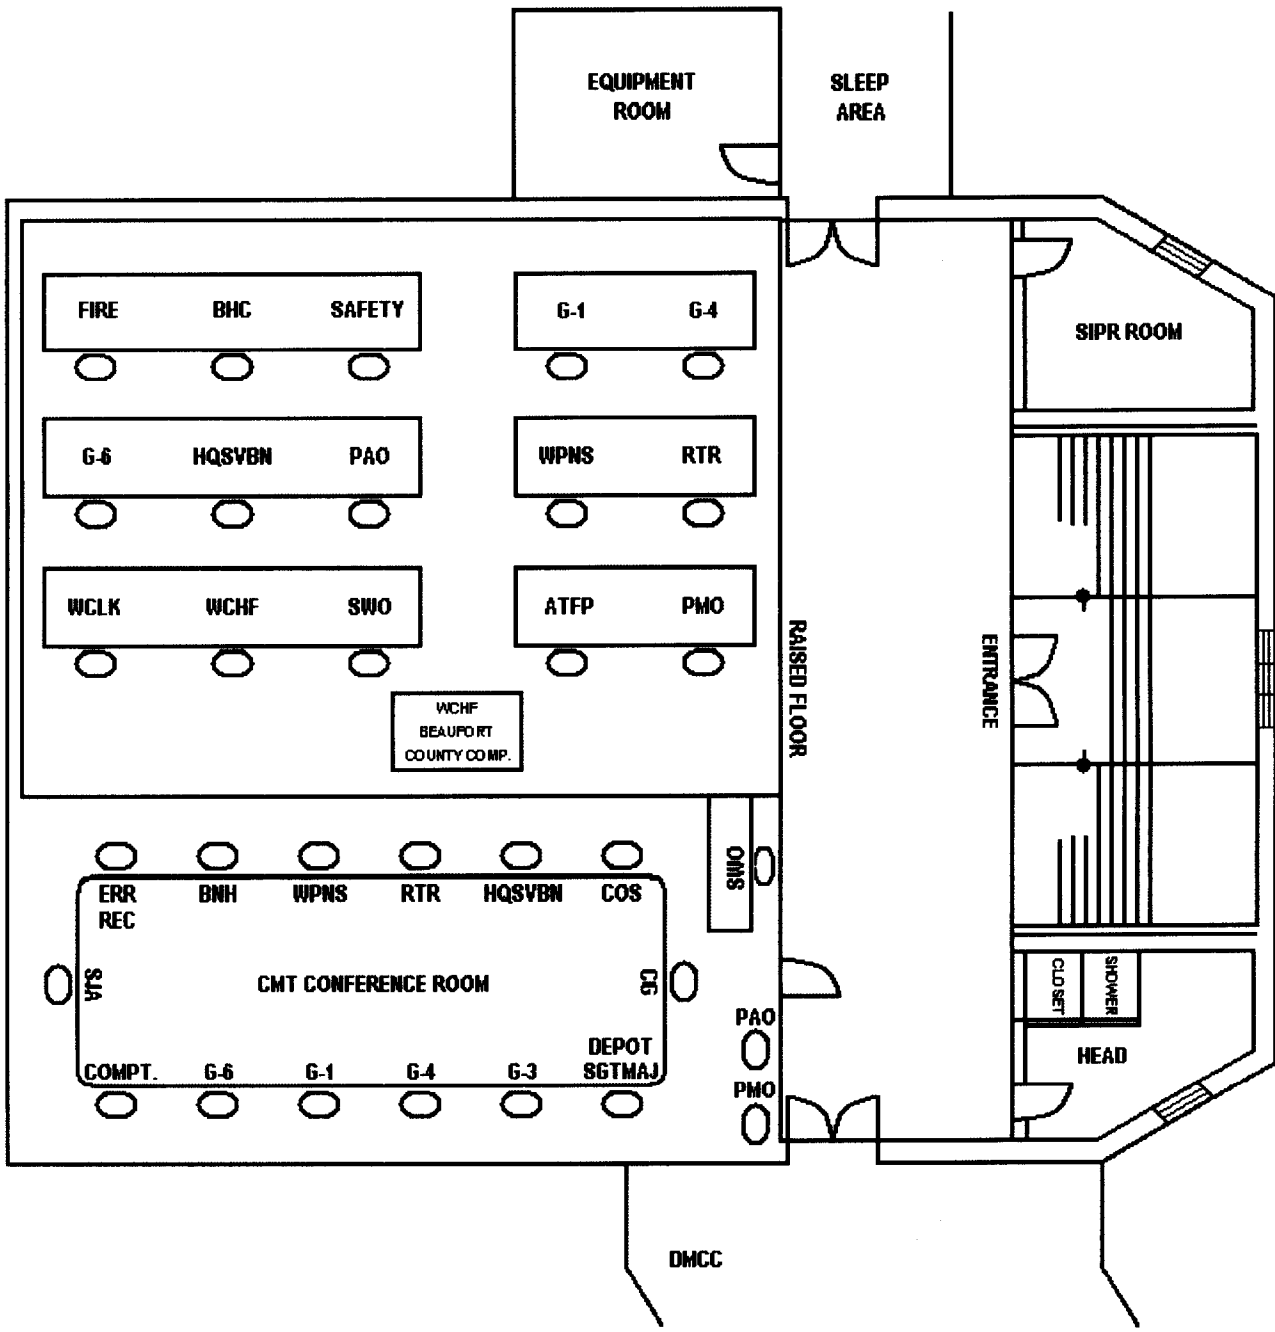 EQUIPMENT
ROOM
SLEEP
AREA
FIRE BHC SAFETY
G-1 G-4
SIPR ROOM
G-6 HQSVBN PAO
WPNS RTR
WCLK WCHF SWO
ATFP PMO
RAISED FLOOR
ENTRANCE
WCHF
BEAUFORT
COUNTY COMP.
OMS
ERR
REC
BNH WPNS RTR HQSVBN COS
SJA
CMT CONFERENCE ROOM
CG
COMPT. G-6 G-1 G-4 G-3
DEPOT
SGTMAJ
PAO
PMO
CLOSET
SHOWER
HEAD
DMCC